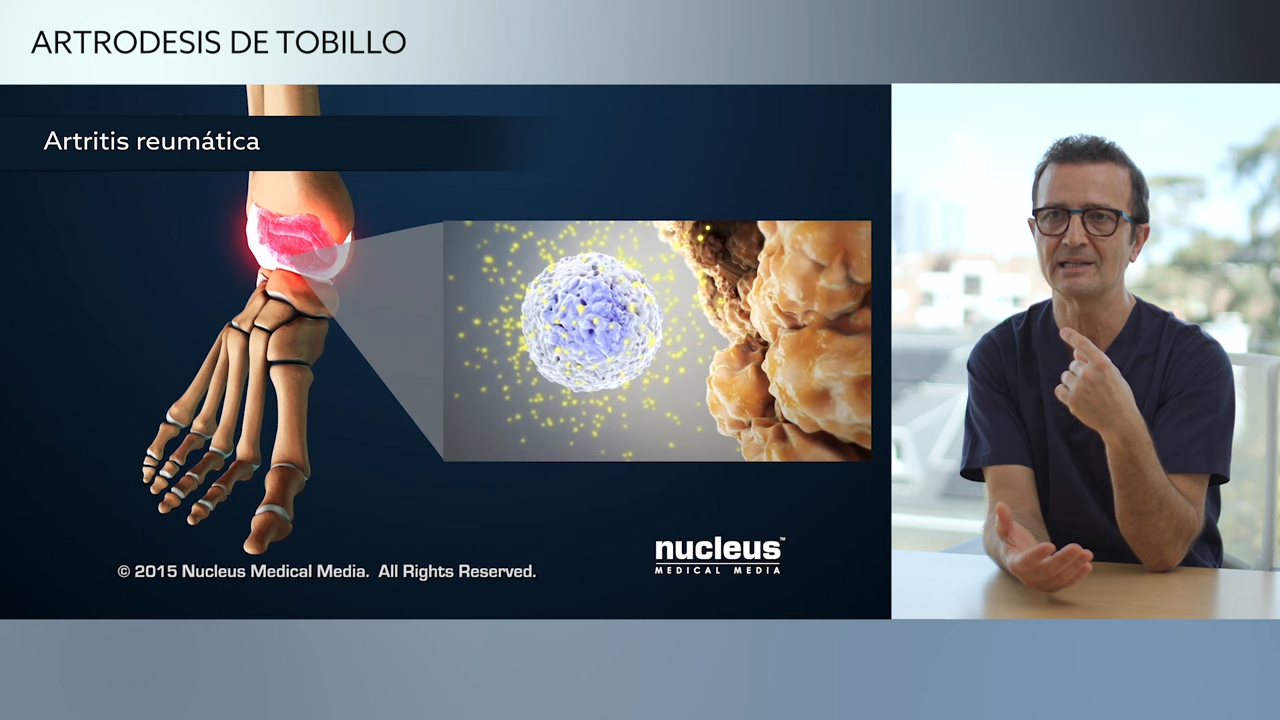 ARTRODESIS DE TOBILLO
Artritis reumática
nucleus™
MEDICAL MEDIA
© 2015 Nucleus Medical Media. All Rights Reserved.